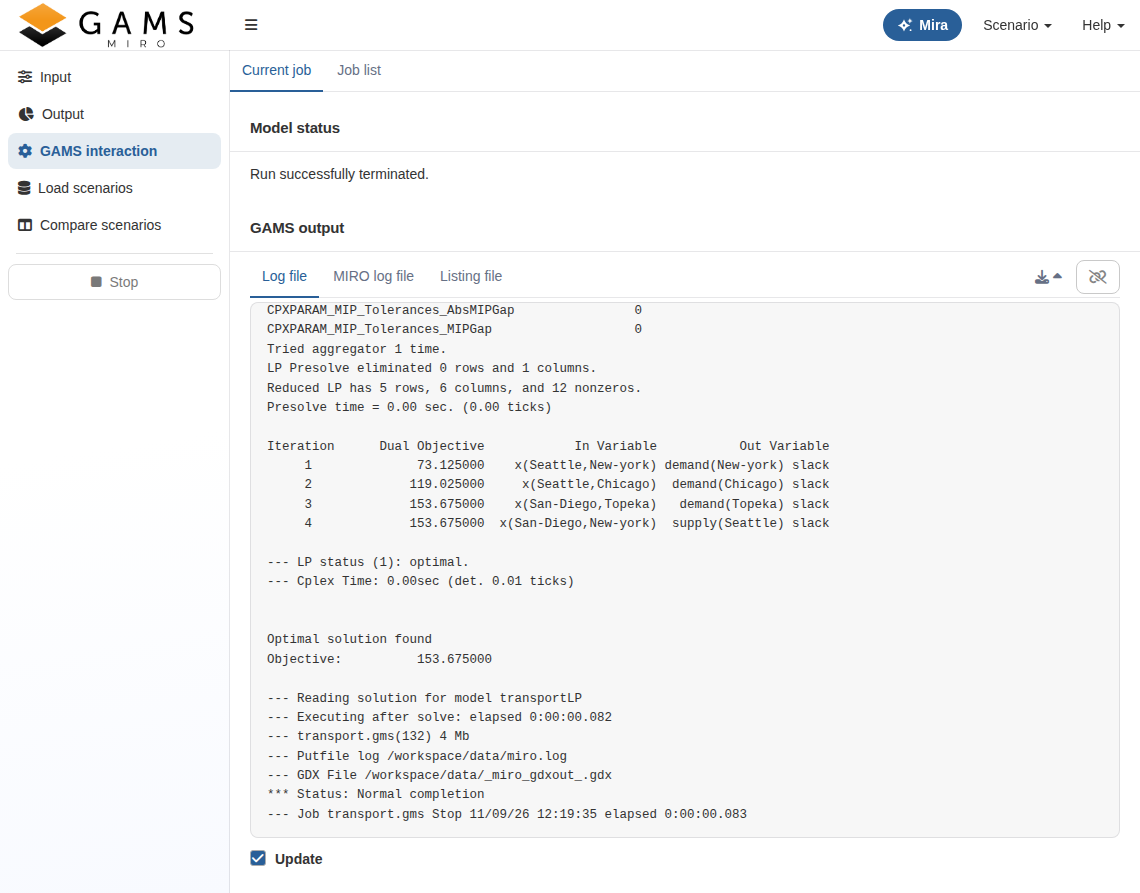 GAMS
MIRO
Mira
Scenario
Help
Input
Output
GAMS interaction
Load scenarios
Compare scenarios
Stop
Current job
Job list
Model status
Run successfully terminated.
GAMS output
Log file
MIRO log file
Listing file
CPXPARAM_MIP_Tolerances_AbsMIPGap                0
CPXPARAM_MIP_Tolerances_MIPGap                   0
Tried aggregator 1 time.
LP Presolve eliminated 0 rows and 1 columns.
Reduced LP has 5 rows, 6 columns, and 12 nonzeros.
Presolve time = 0.00 sec. (0.00 ticks)
Iteration      Dual Objective            In Variable           Out Variable
     1              73.125000    x(Seattle,New-york) demand(New-york) slack
     2             119.025000     x(Seattle,Chicago)  demand(Chicago) slack
     3             153.675000    x(San-Diego,Topeka)   demand(Topeka) slack
     4             153.675000  x(San-Diego,New-york)  supply(Seattle) slack
--- LP status (1): optimal.
--- Cplex Time: 0.00sec (det. 0.01 ticks)
Optimal solution found
Objective:          153.675000
--- Reading solution for model transportLP
--- Executing after solve: elapsed 0:00:00.082
--- transport.gms(132) 4 Mb
--- Putfile log /workspace/data/miro.log
--- GDX File /workspace/data/_miro_gdxout_.gdx
*** Status: Normal completion
--- Job transport.gms Stop 11/09/26 12:19:35 elapsed 0:00:00.083
Update